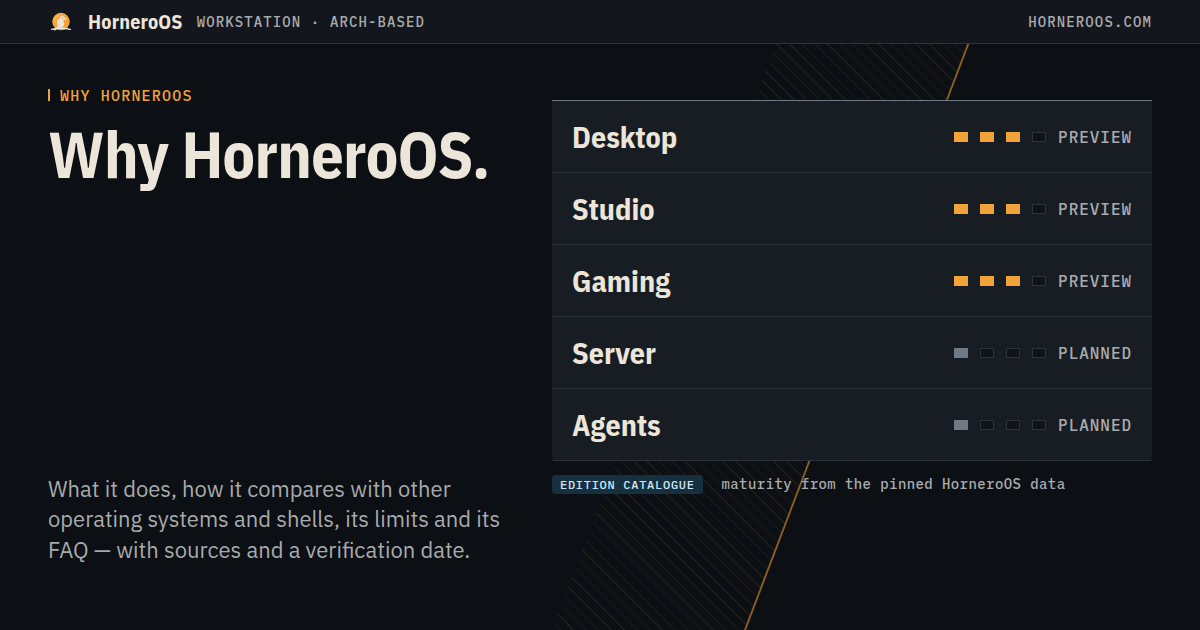 HorneroOS WORKSTATION · ARCH-BASED HORNEROOS.COM
WHY HORNEROOS
Why HorneroOS.
What it does, how it compares with other
operating systems and shells, its limits and its
FAQ — with sources and a verification date.
Desktop PREVIEW
Studio PREVIEW
Gaming PREVIEW
Server PLANNED
Agents PLANNED
EDITION CATALOGUE maturity from the pinned HorneroOS data